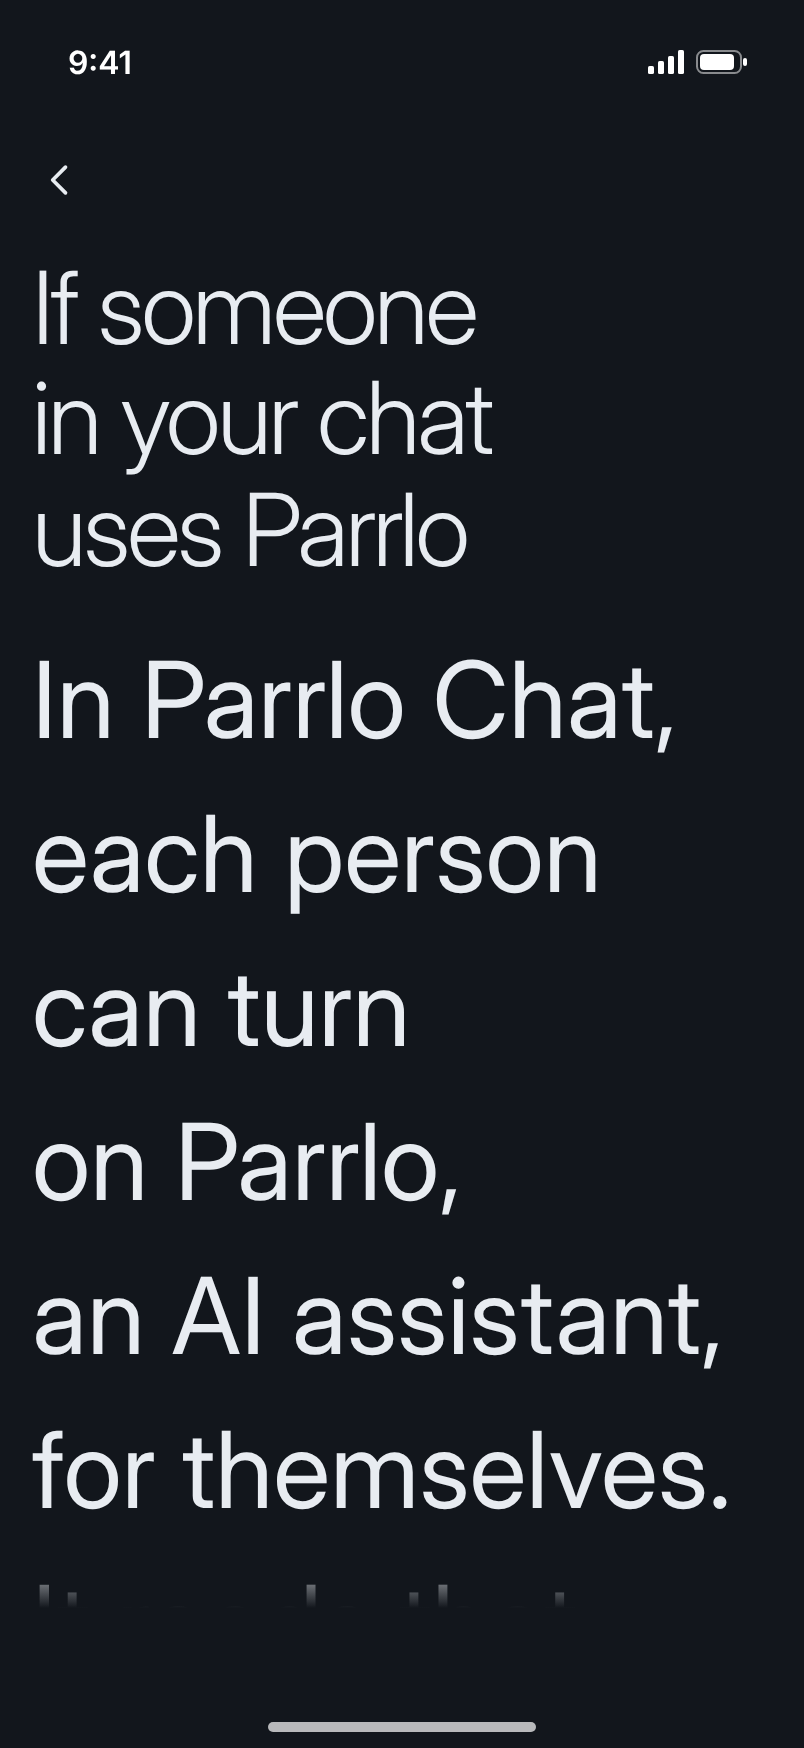 9:41
If someone
in your chat
uses Parrlo
In Parrlo Chat,
each person
can turn
on Parrlo,
an AI assistant,
for themselves.